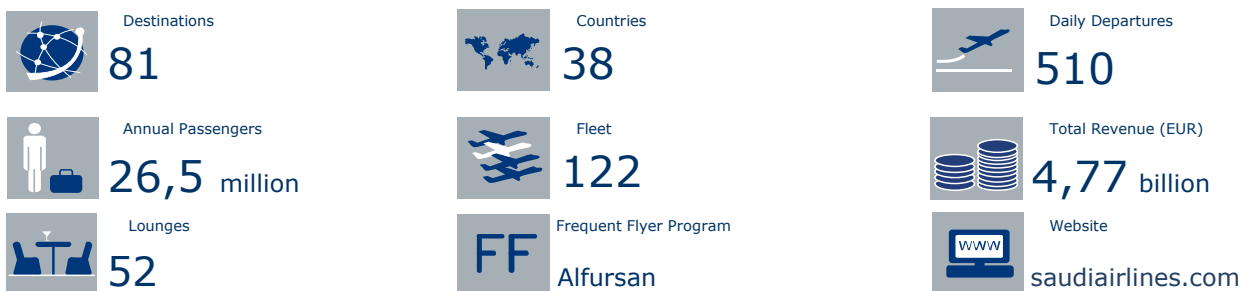 Destinations
81
Countries
38
Daily Departures
510
Annual Passengers
26,5 million
Fleet
122
Total Revenue (EUR)
4,77 billion
Lounges
52
FF
Frequent Flyer Program
Alfursan
www
Website
saudiairlines.com